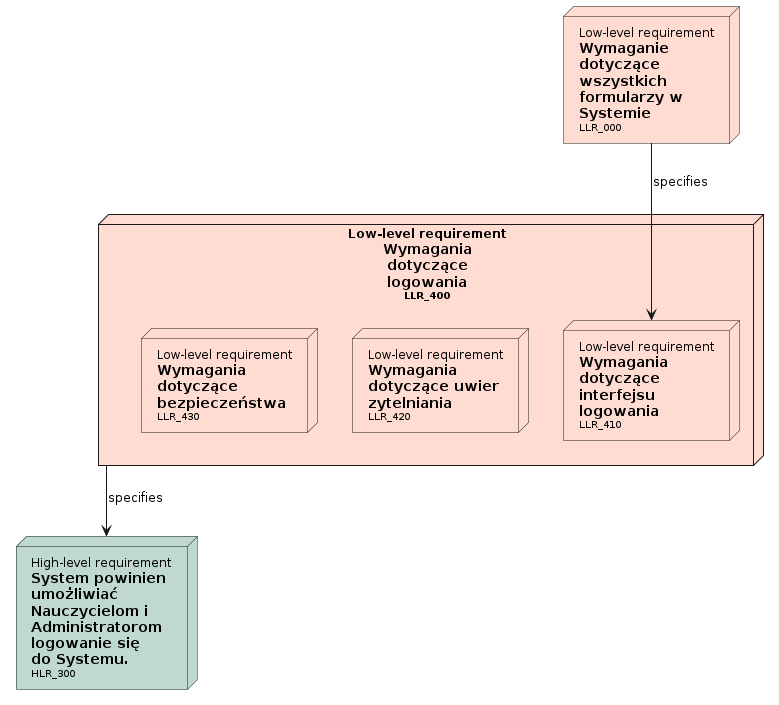 Low-level requirement
Wymaganie
dotyczące
wszystkich
formularzy w
Systemie
LLR_000
specifies
Low-level requirement
Wymagania
dotyczące
logowania
LLR_400
Low-level requirement
Wymagania
dotyczące
bezpieczeństwa
LLR_430
Low-level requirement
Wymagania
dotyczące uwier
zytelniania
LLR_420
Low-level requirement
Wymagania
dotyczące
interfejsu
logowania
LLR_410
specifies
High-level requirement
System powinien
umożliwiać
Nauczycielom i
Administratorom
logowanie się
do Systemu.
HLR_300